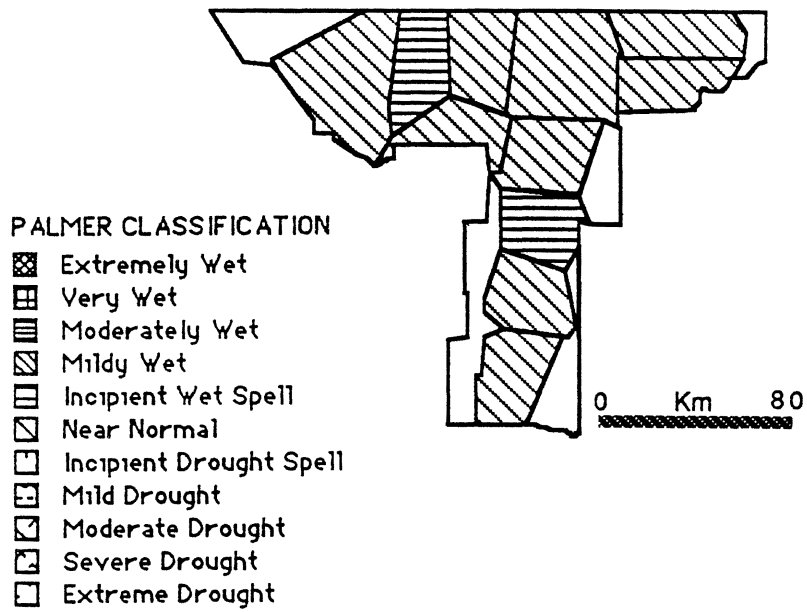 PALMER CLASSIFICATION
Extremely Wet
Very Wet
Moderately Wet
Mildy Wet
Incipient Wet Spell
Near Normal
Incipient Drought Spell
Mild Drought
Moderate Drought
Severe Drought
Extreme Drought
0 Km 80